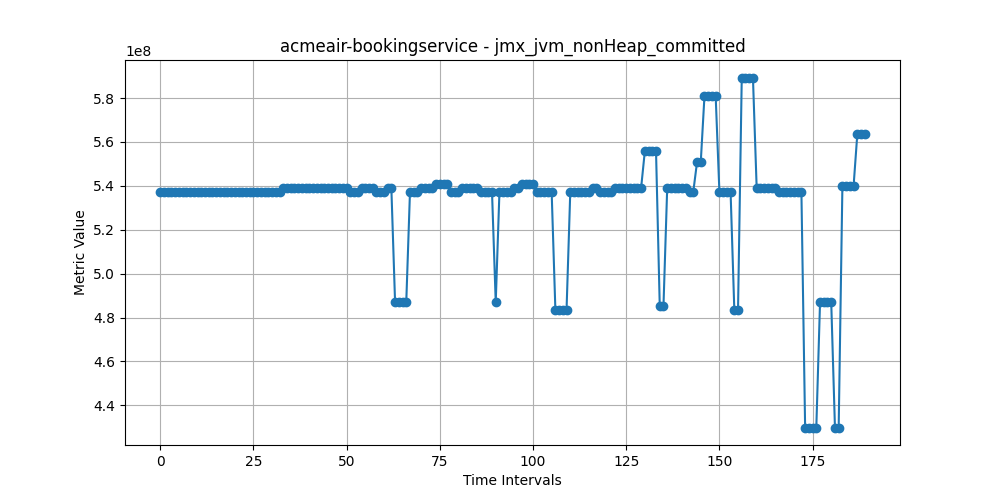 acmeair-bookingservice - jmx_jvm_nonHeap_committed
1e8
5.8
5.6
5.4
5.2
5.0
4.8
4.6
4.4
Metric Value
0 25 50 75 100 125 150 175
Time Intervals